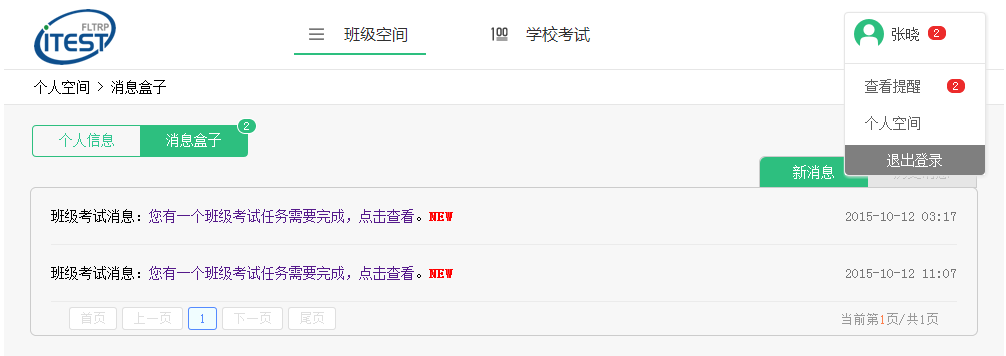 FLTRP
iTEST
班级空间
100 学校考试
张晓 2
个人空间 > 消息盒子
查看提醒 2
个人空间
退出登录
个人信息
消息盒子 2
新消息
班级考试消息：您有一个班级考试任务需要完成，点击查看。NEW 2015-10-12 03:17
班级考试消息：您有一个班级考试任务需要完成，点击查看。NEW 2015-10-12 11:07
首页 上一页 1 下一页 尾页 当前第1页/共1页